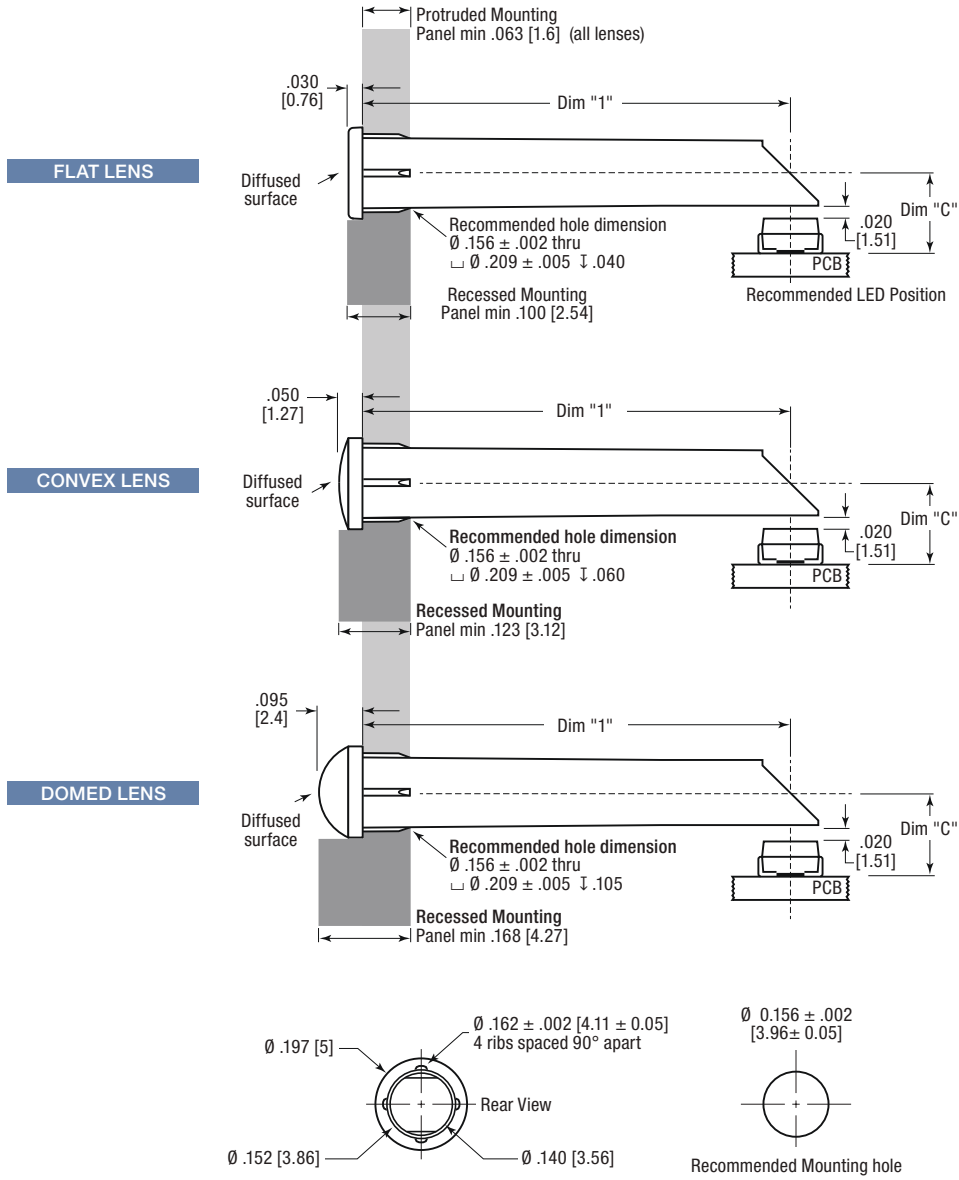 Protruded Mounting
Panel min .063 [1.6] (all lenses)
.030
[0.76]
Dim "1"
FLAT LENS
Diffused
surface
Recommended hole dimension
Ø .156 ± .002 thru
⌴ Ø .209 ± .005 ↧ .040
.020
[1.51]
Dim "C"
PCB
Recessed Mounting
Panel min .100 [2.54]
Recommended LED Position
.050
[1.27]
Dim "1"
CONVEX LENS
Diffused
surface
Recommended hole dimension
Ø .156 ± .002 thru
⌴ Ø .209 ± .005 ↧ .060
.020
[1.51]
Dim "C"
PCB
Recessed Mounting
Panel min .123 [3.12]
.095
[2.4]
Dim "1"
DOMED LENS
Diffused
surface
Recommended hole dimension
Ø .156 ± .002 thru
⌴ Ø .209 ± .005 ↧ .105
.020
[1.51]
Dim "C"
PCB
Recessed Mounting
Panel min .168 [4.27]
Ø .197 [5]
Ø .162 ± .002 [4.11 ± 0.05]
4 ribs spaced 90° apart
Rear View
Ø .152 [3.86]
Ø .140 [3.56]
Ø 0.156 ± .002
[3.96± 0.05]
Recommended Mounting hole